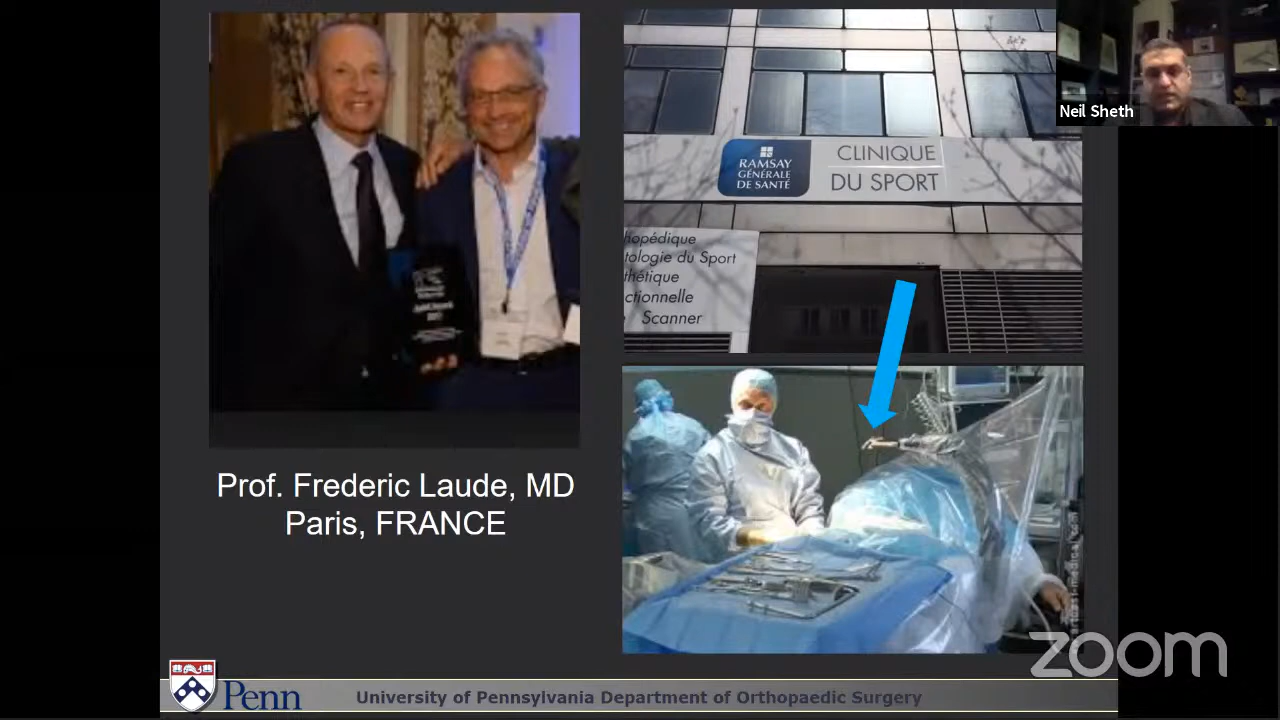 Neil Sheth
RAMSAY
GÉNÉRALE
DE SANTÉ
CLINIQUE
DU SPORT
hopédique
tologie du Sport
thétique
ctionnelle
e Scanner
Prof. Frederic Laude, MD
Paris, FRANCE
zoom
Penn
University of Pennsylvania Department of Orthopaedic Surgery